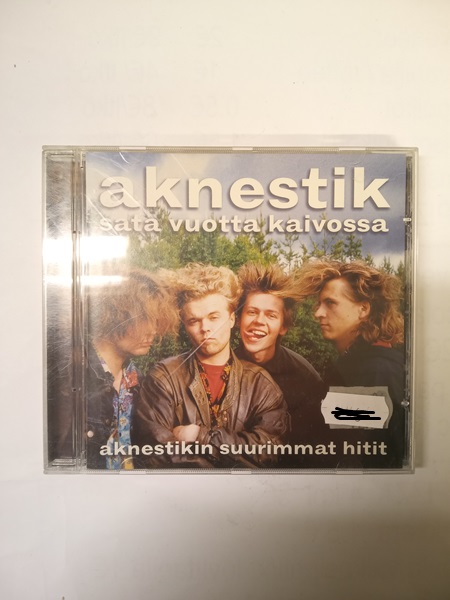 aknestik
sata vuotta kaivossa
aknestikin suurimmat hitit